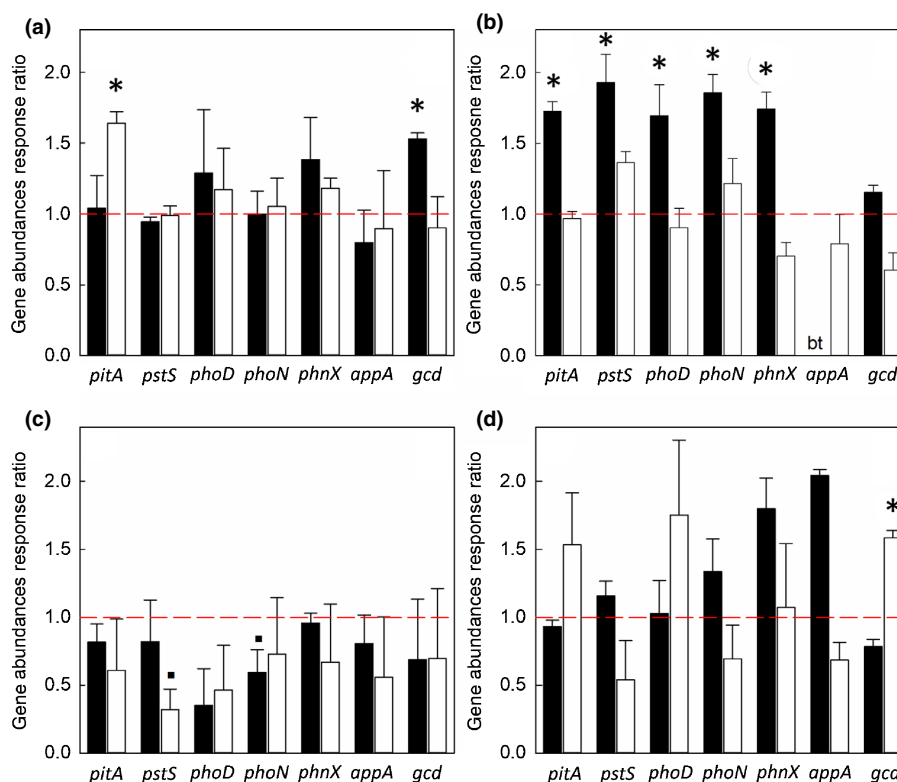 (a)
Gene abundances response ratio
2.0
1.5
1.0
0.5
0.0
*
*
pitA pstS phoD phoN phnX appA gcd
(b)
Gene abundances resposne ratio
2.0
1.5
1.0
0.5
0.0
* * * * *
bt
pitA pstS phoD phoN phnX appA gcd
(c)
Gene abundances response ratio
2.0
1.5
1.0
0.5
0.0
pitA pstS phoD phoN phnX appA gcd
(d)
Gene abundances response ratio
2.0
1.5
1.0
0.5
0.0
*
pitA pstS phoD phoN phnX appA gcd